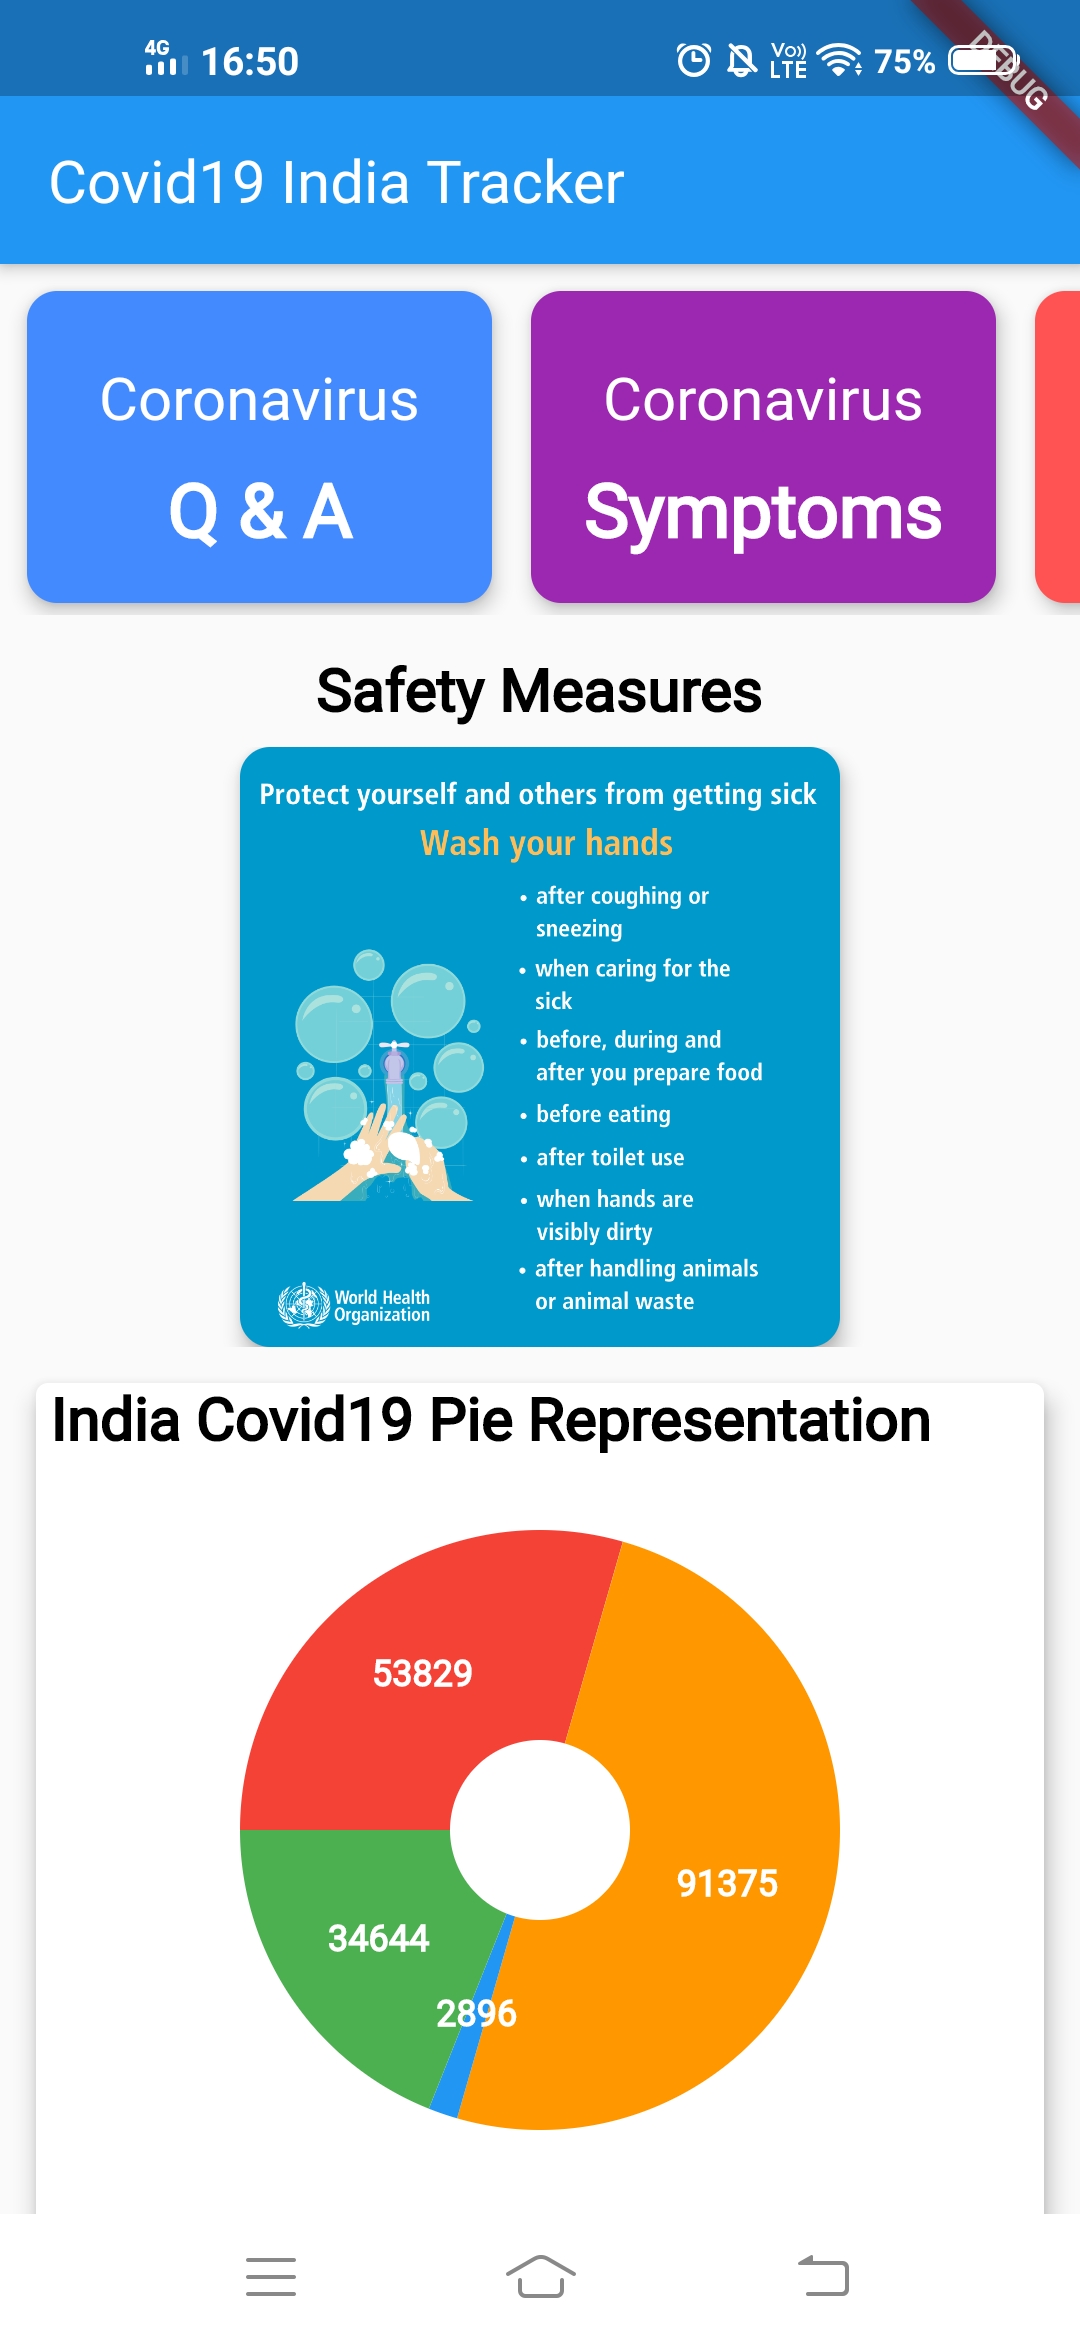 4G 16:50 Vo)) LTE 75%
DEBUG
Covid19 India Tracker
Coronavirus
Q & A
Coronavirus
Symptoms
Safety Measures
Protect yourself and others from getting sick
Wash your hands
• after coughing or
sneezing
• when caring for the
sick
• before, during and
after you prepare food
• before eating
• after toilet use
• when hands are
visibly dirty
• after handling animals
or animal waste
World Health
Organization
India Covid19 Pie Representation
53829
91375
34644
2896